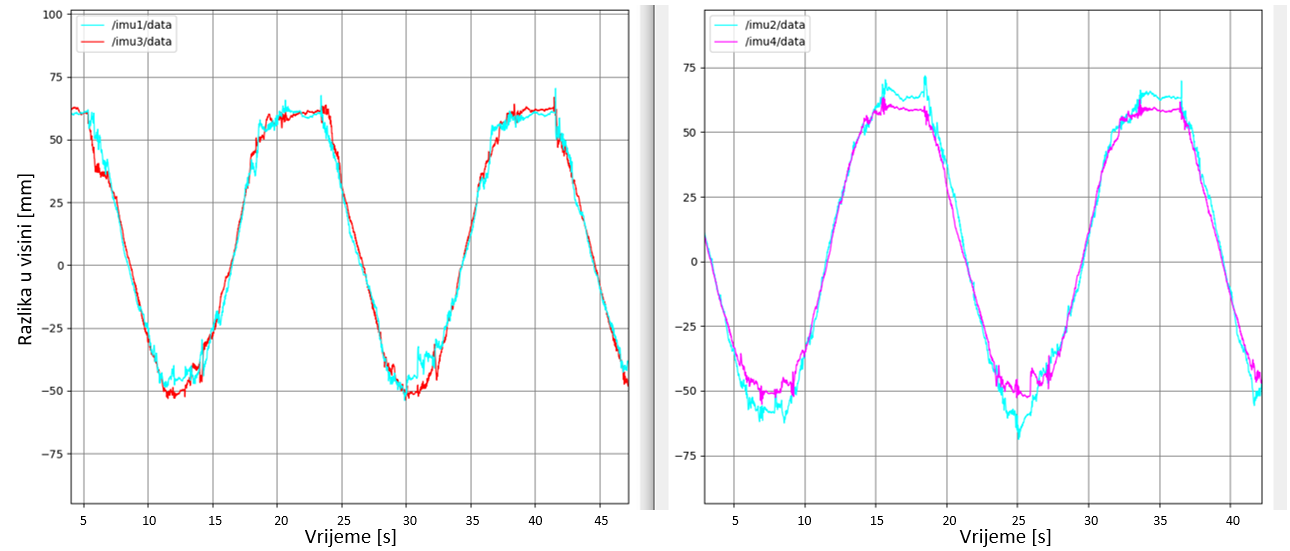 /imu1/data
/imu3/data
100
75
50
25
0
−25
−50
−75
5 10 15 20 25 30 35 40 45
Razlika u visini [mm]
Vrijeme [s]
/imu2/data
/imu4/data
75
50
25
0
−25
−50
−75
5 10 15 20 25 30 35 40
Vrijeme [s]